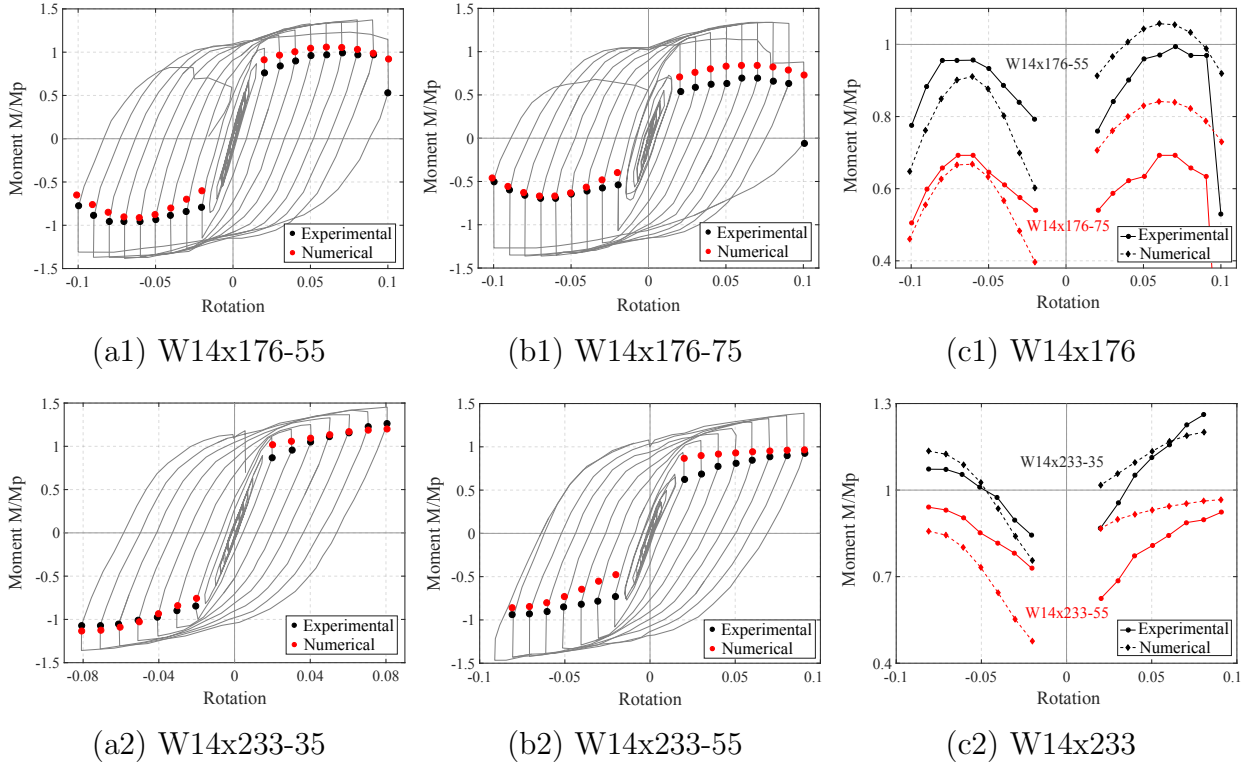 1.5
1
0.5
0
-0.5
-1
-1.5
Moment M/Mp
-0.1
-0.05
0
0.05
0.1
Rotation
Experimental
Numerical
(a1) W14x176-55
1.5
1
0.5
0
-0.5
-1
-1.5
Moment M/Mp
-0.1
-0.05
0
0.05
0.1
Rotation
Experimental
Numerical
(b1) W14x176-75
1
0.8
0.6
0.4
Moment M/Mp
-0.1
-0.05
0
0.05
0.1
Rotation
W14x176-55
W14x176-75
Experimental
Numerical
(c1) W14x176
1.5
1
0.5
0
-0.5
-1
-1.5
Moment M/Mp
-0.08
-0.04
0
0.04
0.08
Rotation
Experimental
Numerical
(a2) W14x233-35
1.5
1
0.5
0
-0.5
-1
-1.5
Moment M/Mp
-0.1
-0.05
0
0.05
0.1
Rotation
Experimental
Numerical
(b2) W14x233-55
1.3
1
0.7
0.4
Moment M/Mp
-0.1
-0.05
0
0.05
0.1
Rotation
W14x233-35
W14x233-55
Experimental
Numerical
(c2) W14x233